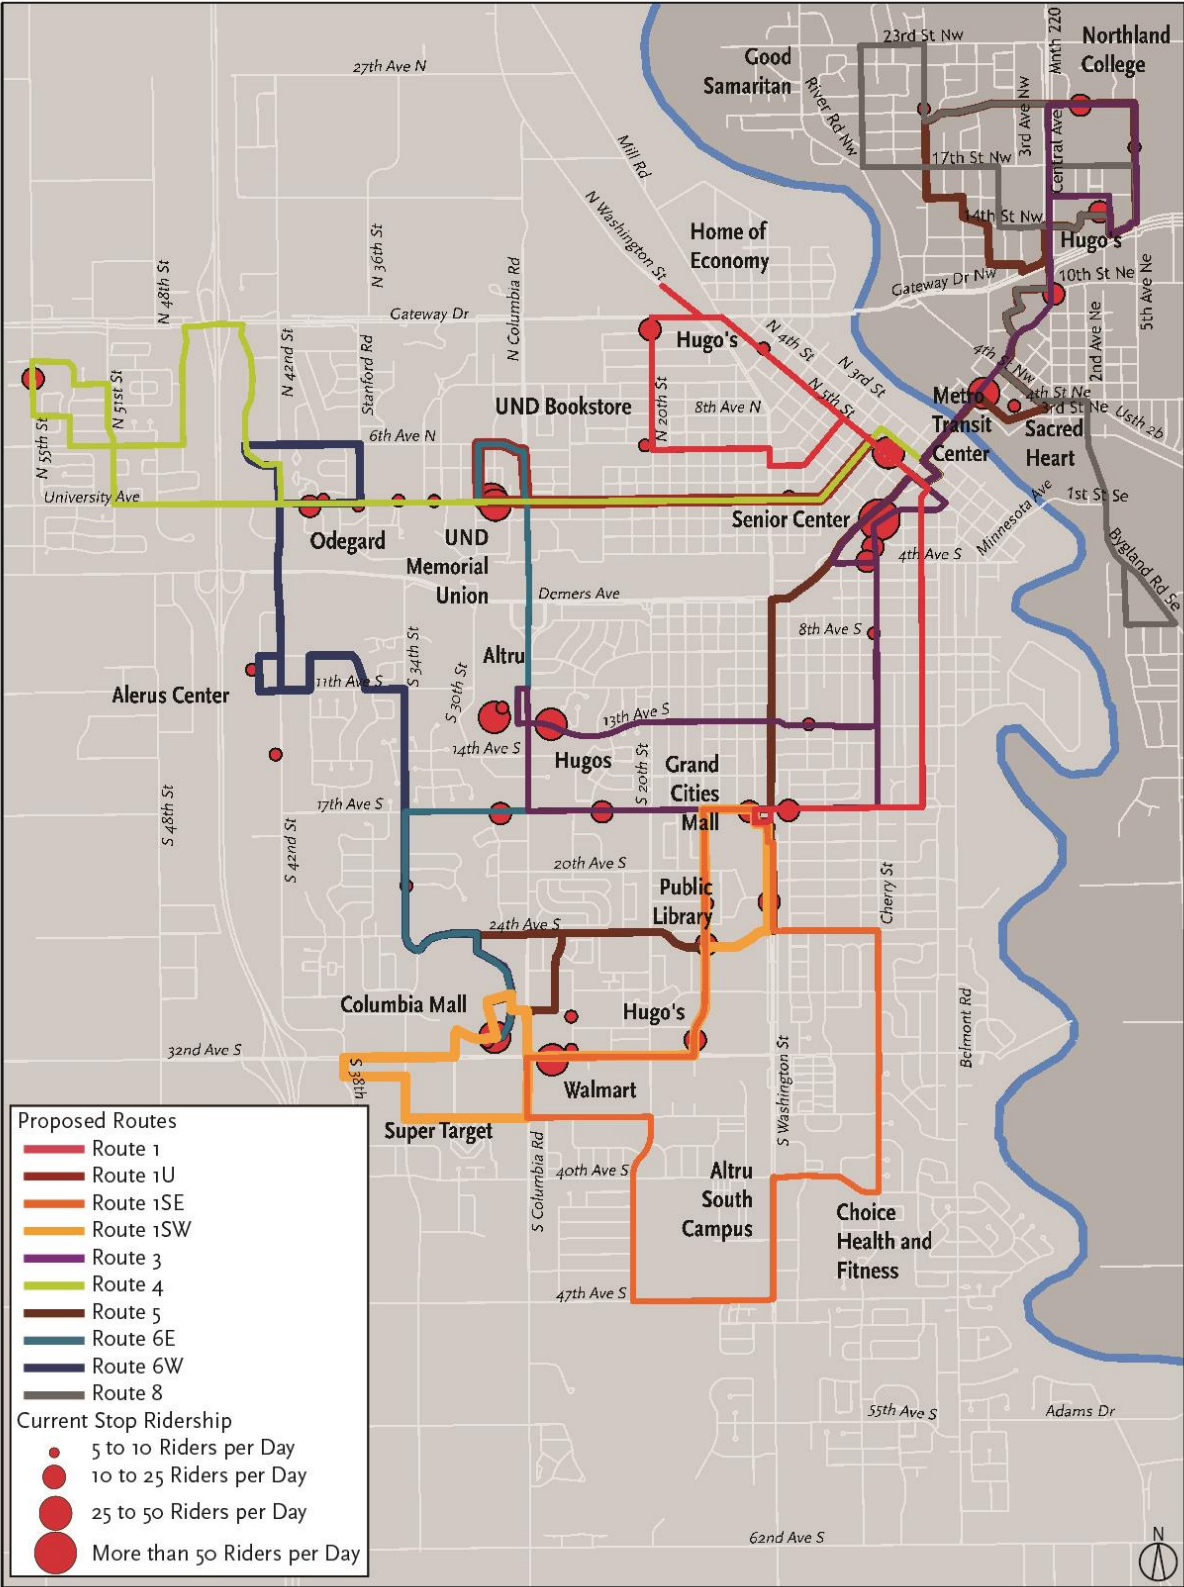 23rd St Nw
Mnth 220
Northland
College
Good
Samaritan
27th Ave N
River Rd Nw
3rd Ave Nw
Central Ave
Mill Rd
17th St Nw
N Washington St
14th St Nw
Hugo's
Home of
Economy
10th St Ne
Gateway Dr Nw
5th Ave Ne
N 48th St
N 36th St
N Columbia Rd
Gateway Dr
2nd Ave Ne
N 42nd St
Stanford Rd
Hugo's
N 4th St
N 3rd St
4th St Nw
N 51st St
UND Bookstore
N 20th St
8th Ave N
N 5th St
Metro
Transit
Center
4th St Ne
3rd St Ne
Usth 2b
Sacred
Heart
N 55th St
6th Ave N
University Ave
1st St Se
Minnesota Ave
Senior Center
Odegard
UND
Memorial
Union
4th Ave S
Bygland Rd Se
Demers Ave
8th Ave S
Alerus Center
11th Ave S
S 34th St
Altru
S 30th St
13th Ave S
14th Ave S
Hugos
S 20th St
Grand
Cities
Mall
S 48th St
17th Ave S
S 42nd St
20th Ave S
Public
Library
Cherry St
24th Ave S
Columbia Mall
Hugo's
Belmont Rd
32nd Ave S
S 38th
Walmart
S Washington St
Super Target
S Columbia Rd
40th Ave S
Altru
South
Campus
Choice
Health and
Fitness
47th Ave S
55th Ave S
Adams Dr
62nd Ave S
N
Proposed Routes
Route 1
Route 1U
Route 1SE
Route 1SW
Route 3
Route 4
Route 5
Route 6E
Route 6W
Route 8
Current Stop Ridership
5 to 10 Riders per Day
10 to 25 Riders per Day
25 to 50 Riders per Day
More than 50 Riders per Day